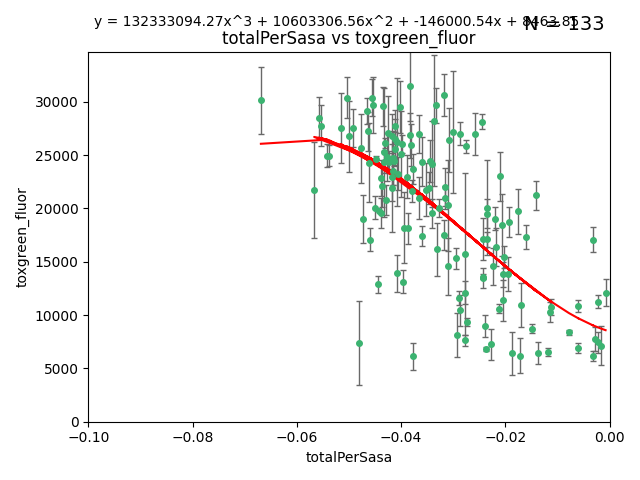 y = 132333094.27x^3 + 10603306.56x^2 + -146000.54x + 8463.85
N = 133
totalPerSasa vs toxgreen_fluor
toxgreen_fluor
30000
25000
20000
15000
10000
5000
0
−0.10
−0.08
−0.06
−0.04
−0.02
0.00
totalPerSasa